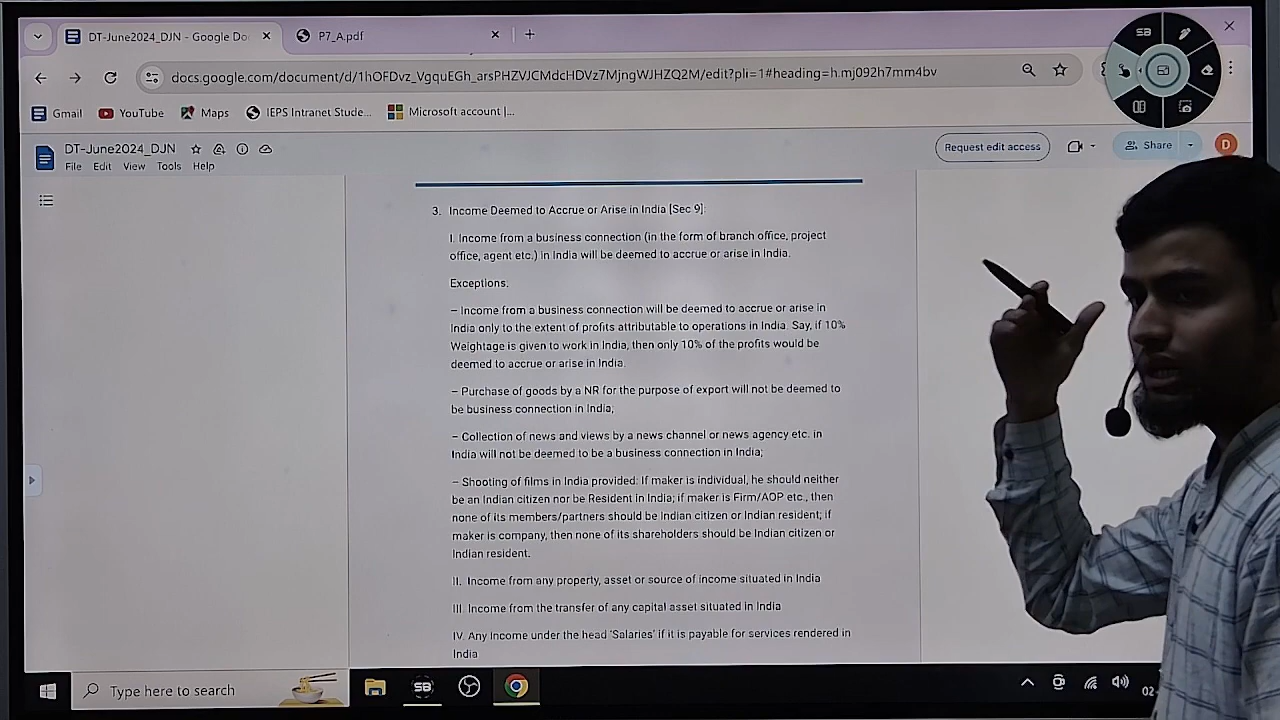 DT-June2024_DJN - Google Do
P7_A.pdf
docs.google.com/document/d/1hOFDvz_VgquEGh_arsPHZVJCMdcHDVz7MjngWJHZQ2M/edit?pli=1#heading=h.mj092h7mm4bv
SB
Gmail
YouTube
Maps
IEPS Intranet Stude...
Microsoft account |...
DT-June2024_DJN
File Edit View Tools Help
Request edit access
Share
D
3. Income Deemed to Accrue or Arise in India [Sec 9]:
I. Income from a business connection (in the form of branch office, project
office, agent etc.) in India will be deemed to accrue or arise in India.
Exceptions:
– Income from a business connection will be deemed to accrue or arise in
India only to the extent of profits attributable to operations in India. Say, if 10%
Weightage is given to work in India, then only 10% of the profits would be
deemed to accrue or arise in India.
– Purchase of goods by a NR for the purpose of export will not be deemed to
be business connection in India;
– Collection of news and views by a news channel or news agency etc. in
India will not be deemed to be a business connection in India;
– Shooting of films in India provided: If maker is individual, he should neither
be an Indian citizen nor be Resident in India; if maker is Firm/AOP etc., then
none of its members/partners should be Indian citizen or Indian resident; if
maker is company, then none of its shareholders should be Indian citizen or
Indian resident.
II. Income from any property, asset or source of income situated in India
III. Income from the transfer of any capital asset situated in India
IV. Any income under the head 'Salaries' if it is payable for services rendered in
India
Type here to search
SB
02-